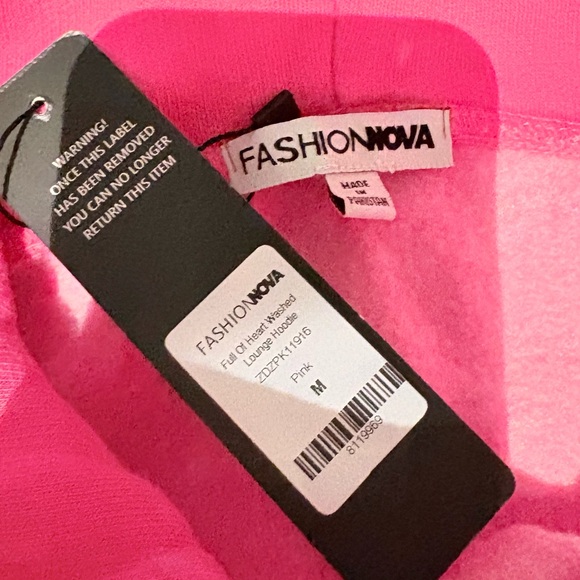 WARNING!
ONCE THIS LABEL
HAS BEEN REMOVED
YOU CAN NO LONGER
RETURN THIS ITEM
FASHIONNOVA
MADE
IN
PAKISTAN
FASHIONNOVA
Full Of Heart Washed
Lounge Hoodie
ZDZPK11916
Pink
M
8119969